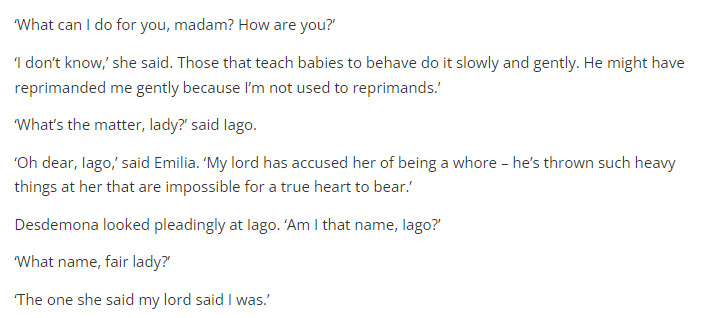 ‘What can I do for you, madam? How are you?’
‘I don’t know,’ she said. Those that teach babies to behave do it slowly and gently. He might have
reprimanded me gently because I’m not used to reprimands.’
‘What’s the matter, lady?’ said Iago.
‘Oh dear, Iago,’ said Emilia. ‘My lord has accused her of being a whore – he’s thrown such heavy
things at her that are impossible for a true heart to bear.’
Desdemona looked pleadingly at Iago. ‘Am I that name, Iago?’
‘What name, fair lady?’
‘The one she said my lord said I was.’